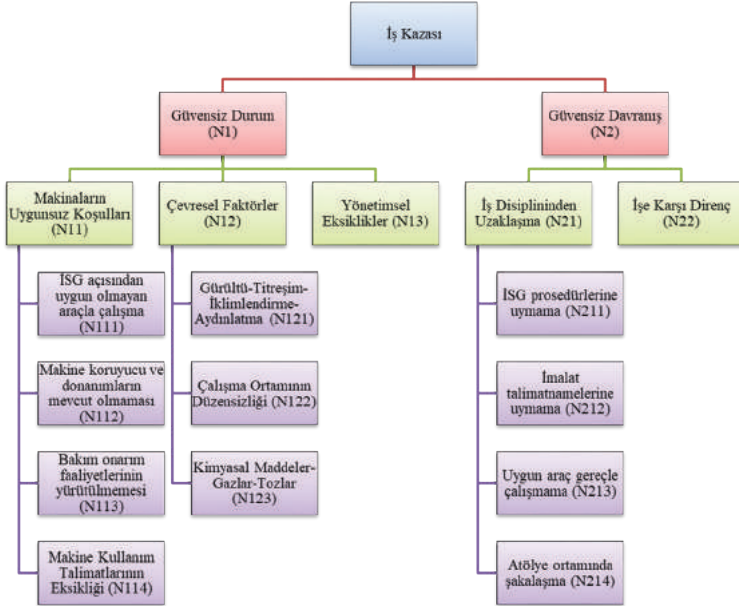 İş Kazası
Güvensiz Durum
(N1)
Güvensiz Davranış
(N2)
Makinaların
Uygunsuz Koşulları
(N11)
Çevresel Faktörler
(N12)
Yönetimsel
Eksiklikler (N13)
İş Disiplininden
Uzaklaşma (N21)
İşe Karşı Direnç
(N22)
İSG açısından
uygun olmayan
araçla çalışma
(N111)
Makine koruyucu ve
donanımların
mevcut olmaması
(N112)
Bakım onarım
faaliyetlerinin
yürütülmemesi
(N113)
Makine Kullanım
Talimatlarının
Eksikliği (N114)
Gürültü-Titreşim-
İklimlendirme-
Aydınlatma (N121)
Çalışma Ortamının
Düzensizliği (N122)
Kimyasal Maddeler-
Gazlar-Tozlar
(N123)
İSG prosedürlerine
uymama (N211)
İmalat
talimatnamelerine
uymama (N212)
Uygun araç gereçle
çalışmama (N213)
Atölye ortamında
şakalaşma (N214)